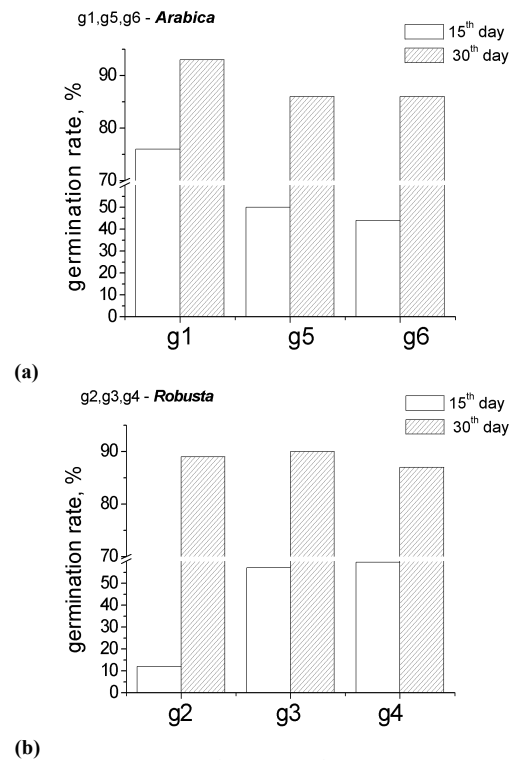 g1,g5,g6 - Arabica
15th day
30th day
germination rate, %
90
80
70
50
40
30
20
10
0
g1 g5 g6
(a)
g2,g3,g4 - Robusta
15th day
30th day
germination rate, %
90
80
70
50
40
30
20
10
0
g2 g3 g4
(b)